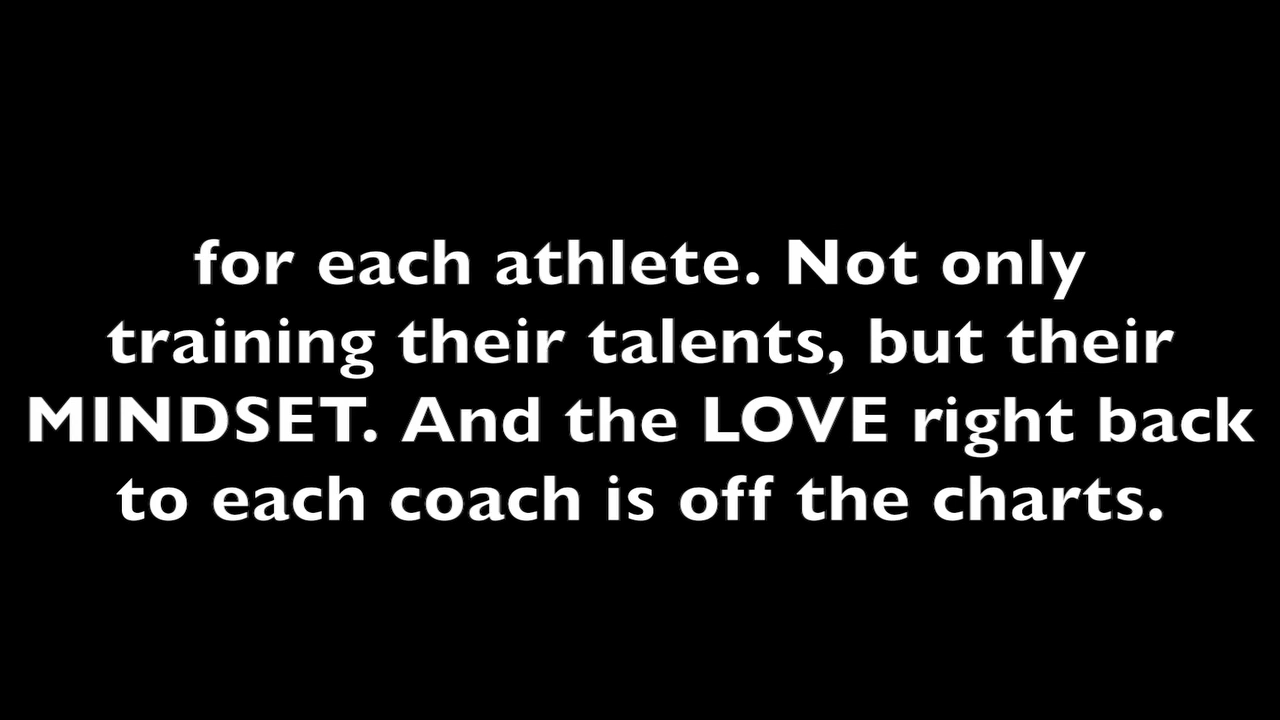 for each athlete. Not only
training their talents, but their
MINDSET. And the LOVE right back
to each coach is off the charts.